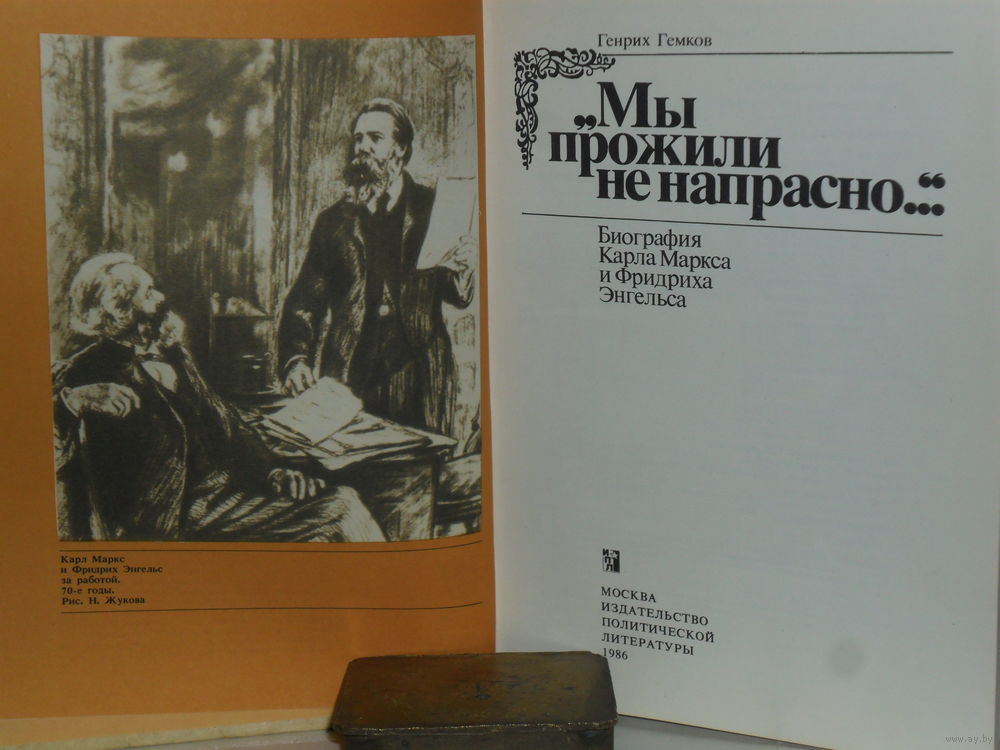 Карл Маркс
и Фридрих Энгельс
за работой.
70-е годы.
Рис. Н. Жукова
Генрих Гемков
„Мы
прожили
не напрасно...“
Биография
Карла Маркса
и Фридриха
Энгельса
МОСКВА
ИЗДАТЕЛЬСТВО
ПОЛИТИЧЕСКОЙ
ЛИТЕРАТУРЫ
1986
www.ay.by